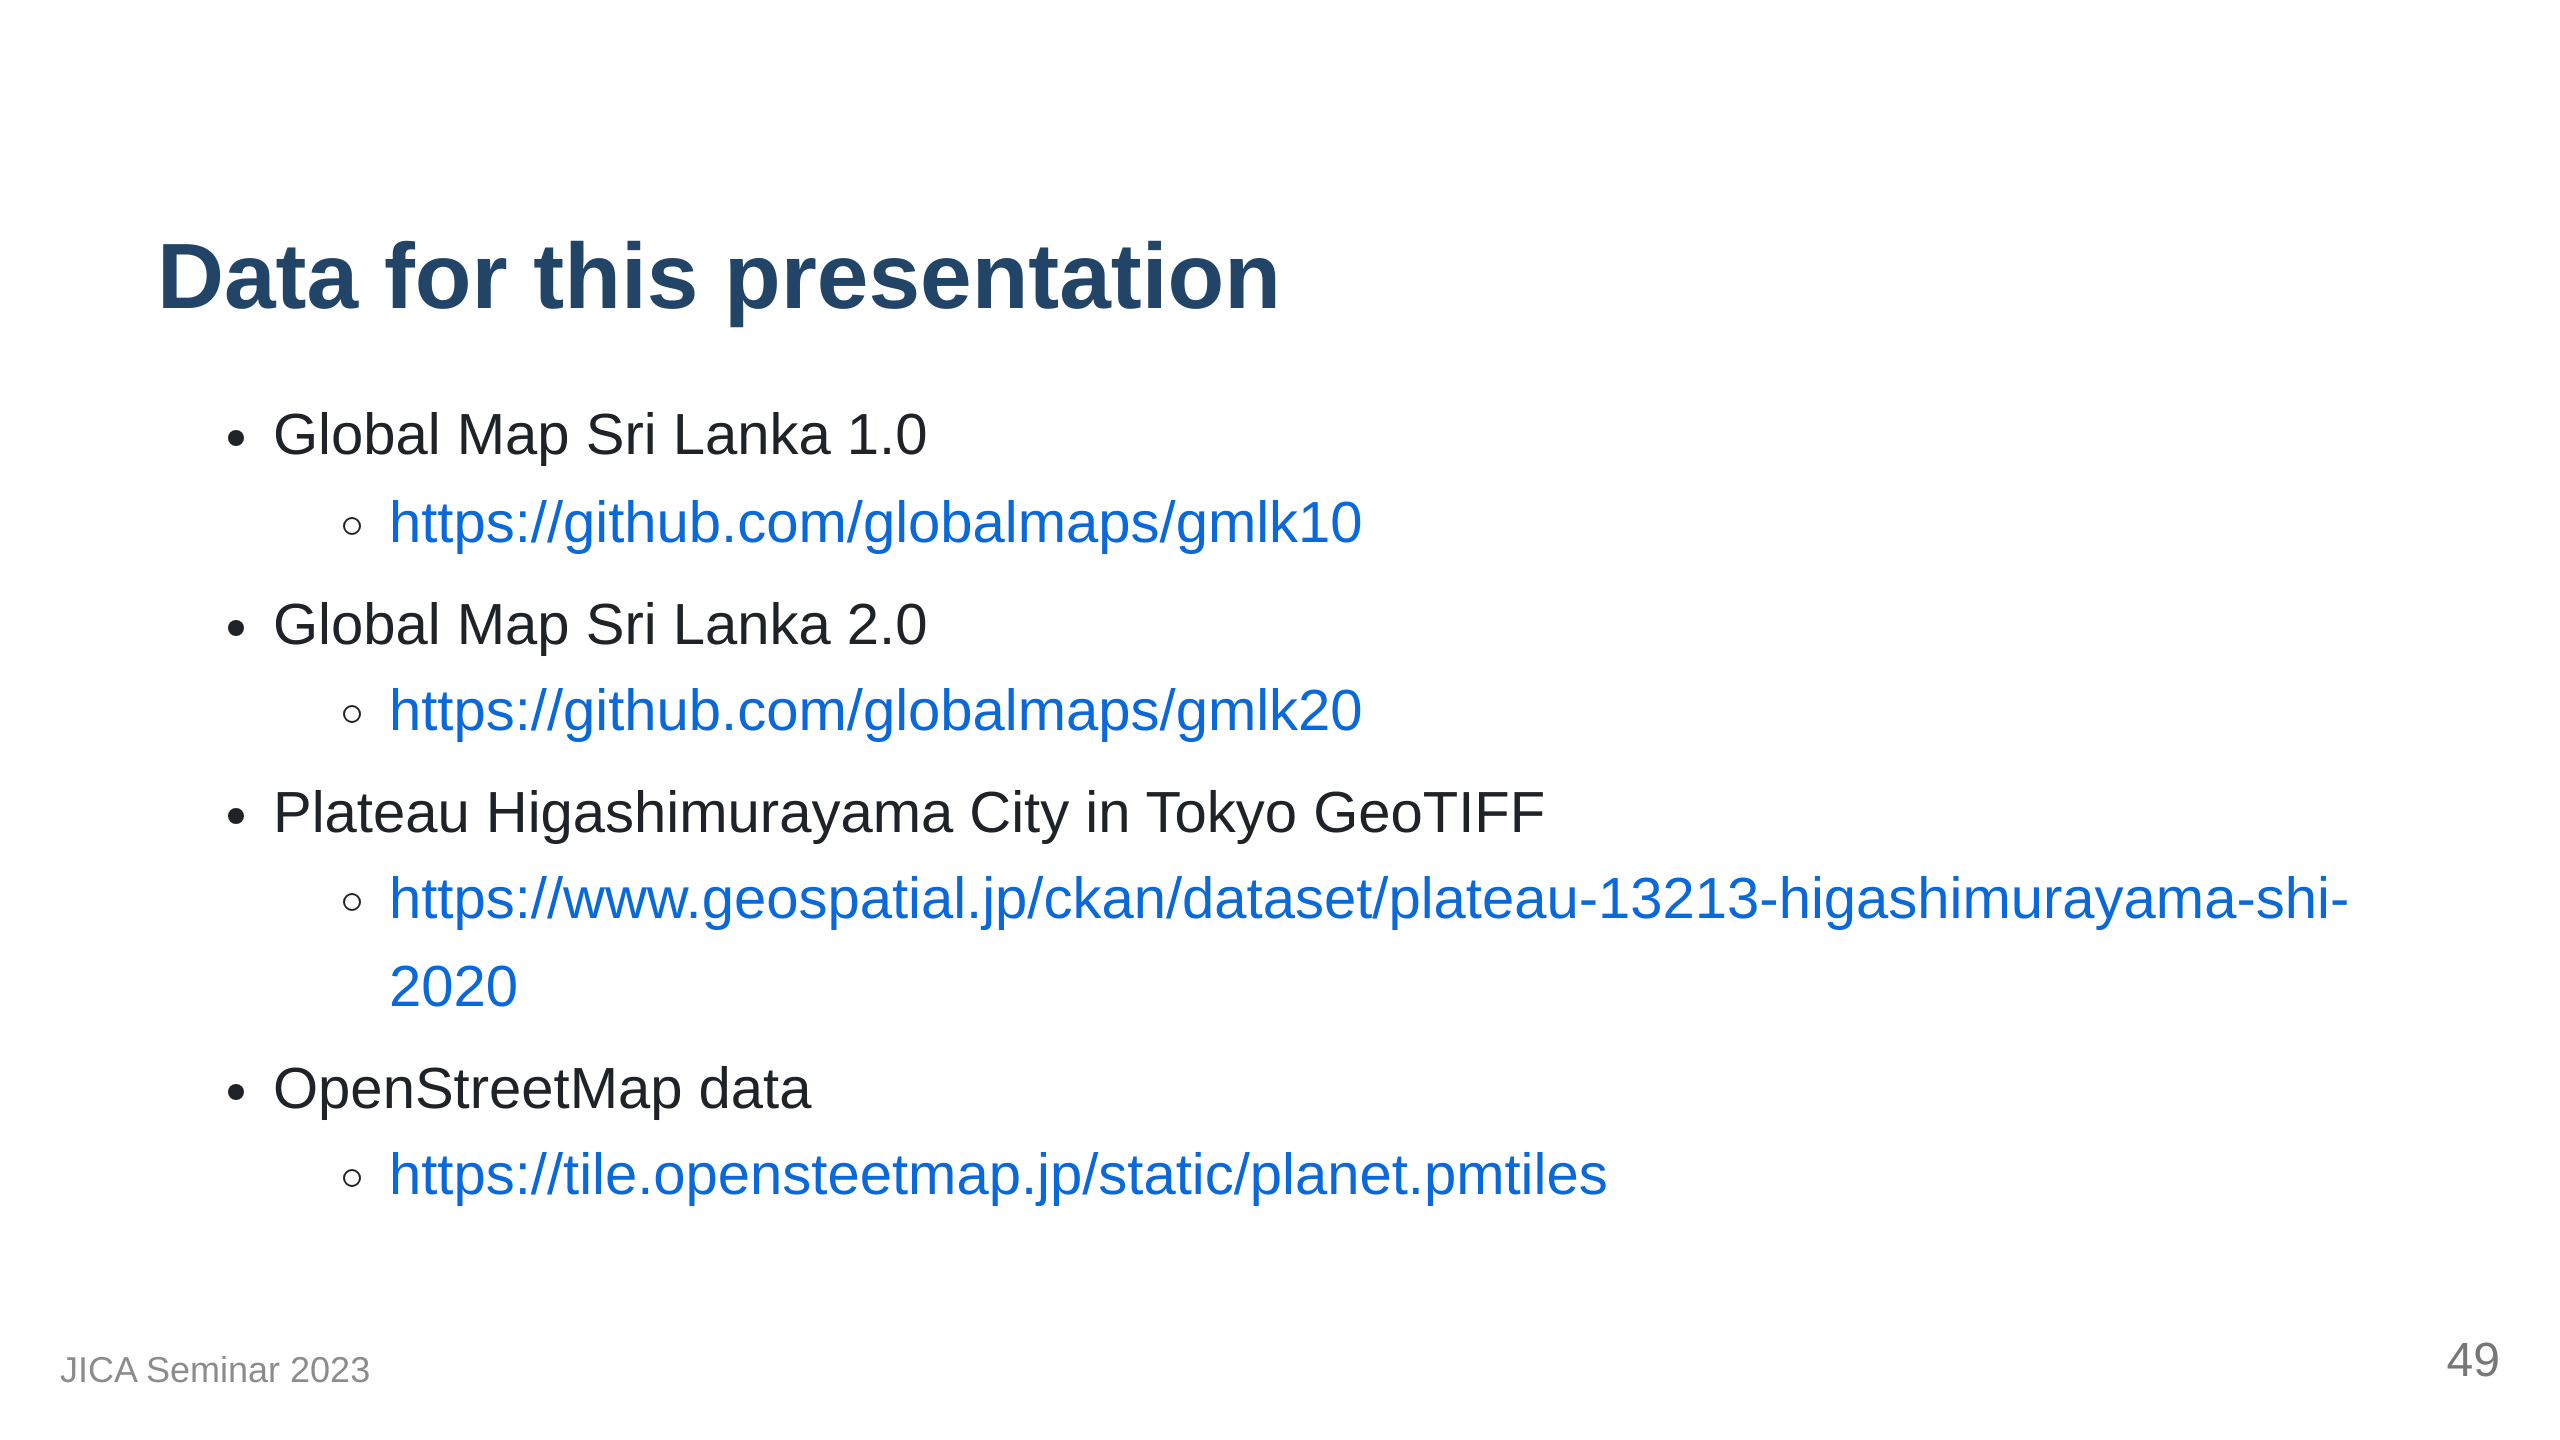 Data for this presentation
• Global Map Sri Lanka 1.0
○ https://github.com/globalmaps/gmlk10
• Global Map Sri Lanka 2.0
○ https://github.com/globalmaps/gmlk20
• Plateau Higashimurayama City in Tokyo GeoTIFF
○ https://www.geospatial.jp/ckan/dataset/plateau-13213-higashimurayama-shi-
2020
• OpenStreetMap data
○ https://tile.opensteetmap.jp/static/planet.pmtiles
JICA Seminar 2023
49